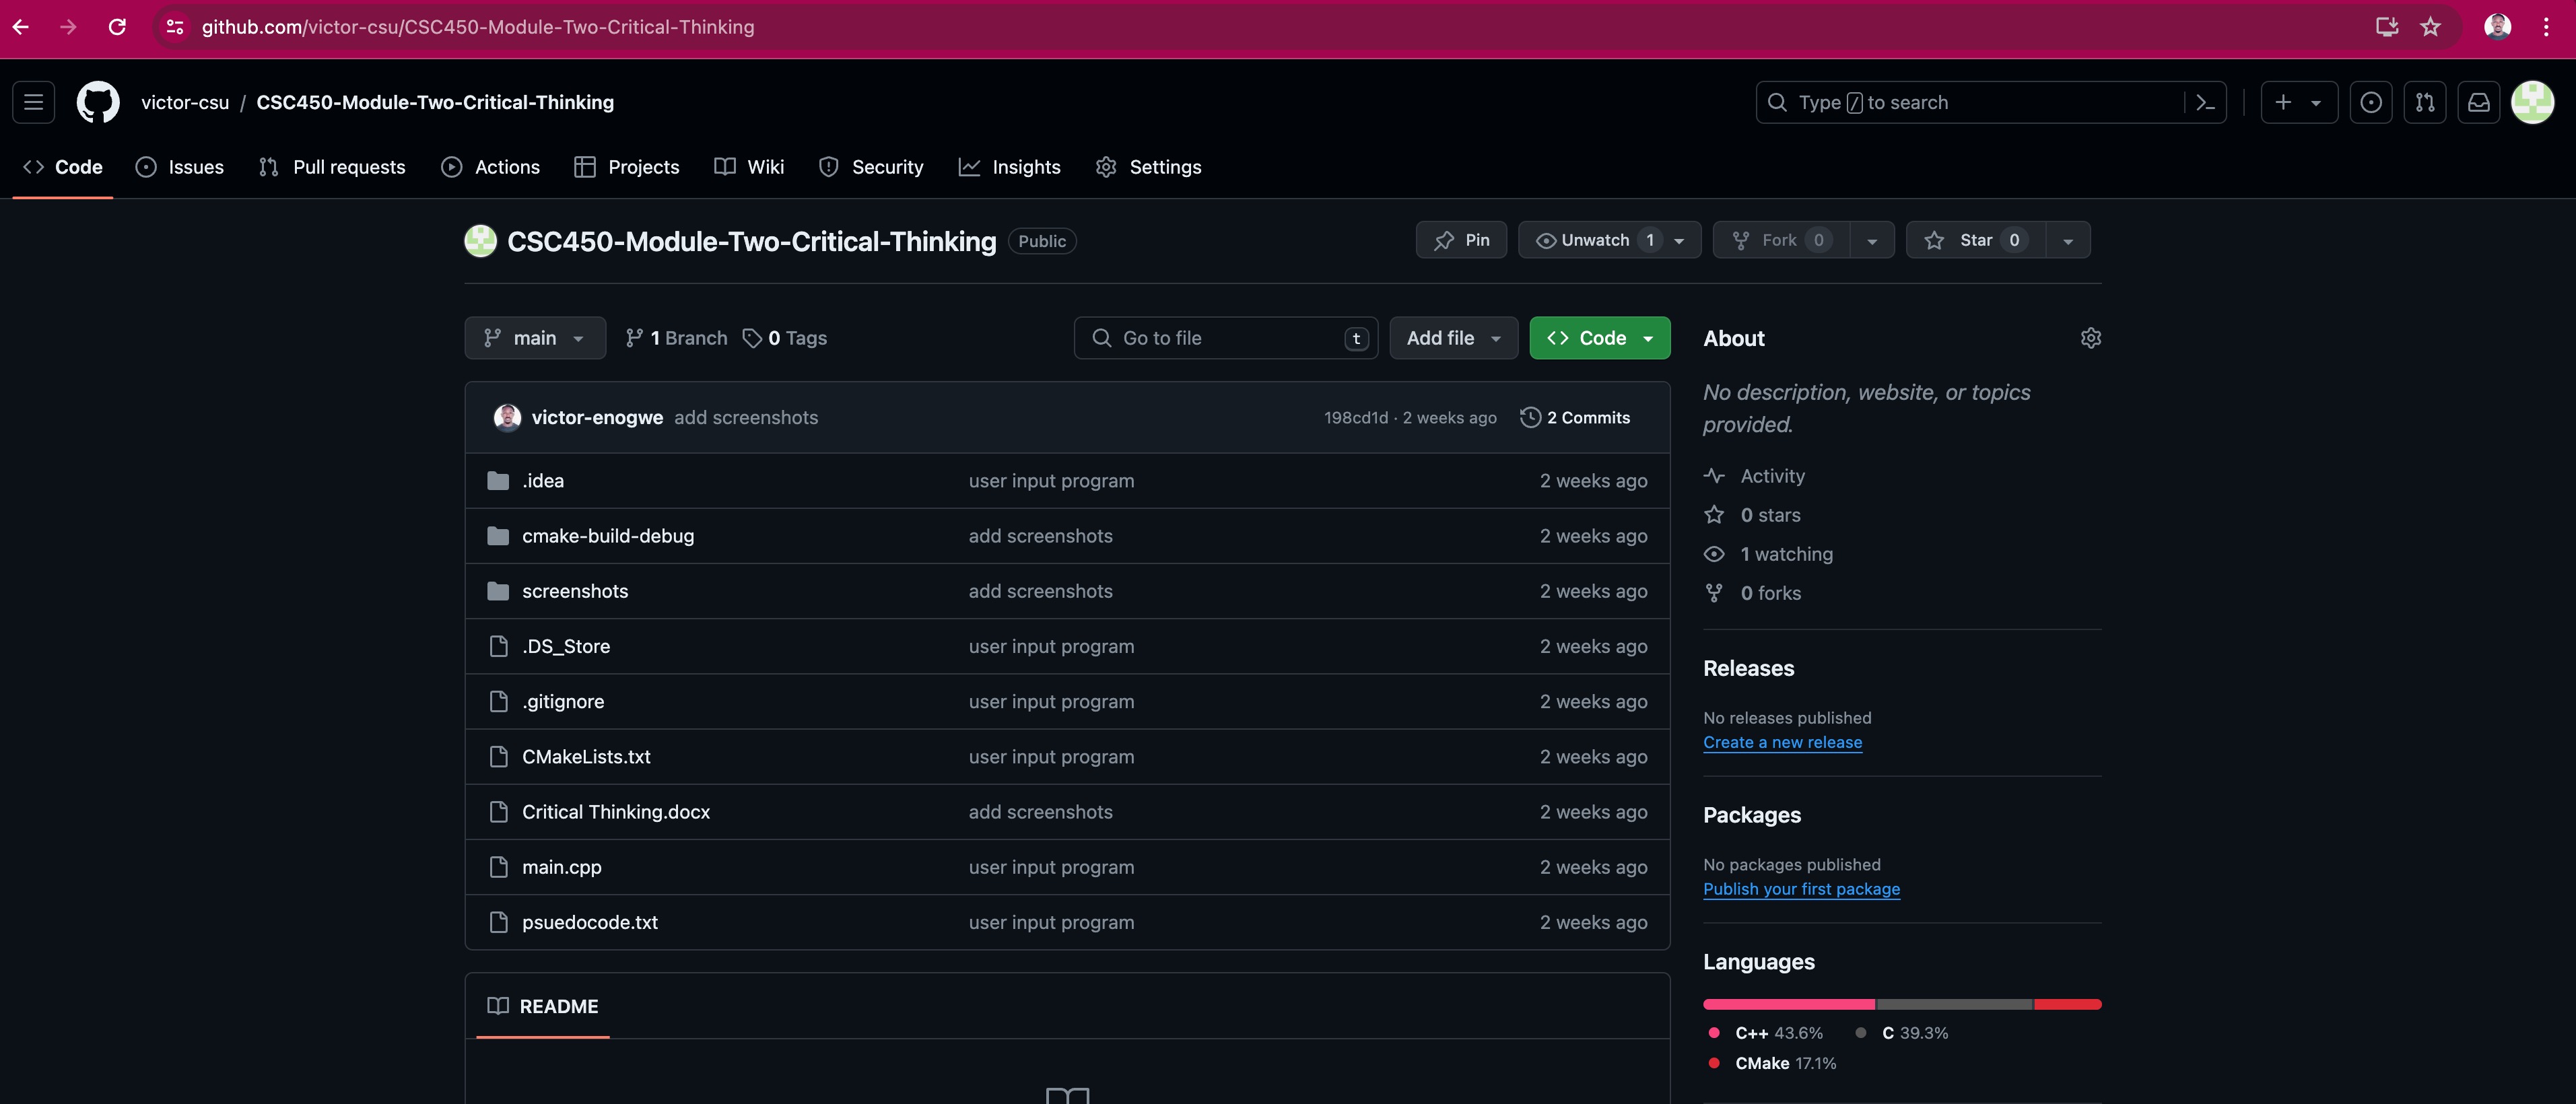 github.com/victor-csu/CSC450-Module-Two-Critical-Thinking
victor-csu / CSC450-Module-Two-Critical-Thinking
Type / to search
Code Issues Pull requests Actions Projects Wiki Security Insights Settings
CSC450-Module-Two-Critical-Thinking Public
Pin Unwatch 1 Fork 0 Star 0
main 1 Branch 0 Tags Go to file t Add file Code
victor-enogwe add screenshots 198cd1d · 2 weeks ago 2 Commits
.idea user input program 2 weeks ago
cmake-build-debug add screenshots 2 weeks ago
screenshots add screenshots 2 weeks ago
.DS_Store user input program 2 weeks ago
.gitignore user input program 2 weeks ago
CMakeLists.txt user input program 2 weeks ago
Critical Thinking.docx add screenshots 2 weeks ago
main.cpp user input program 2 weeks ago
psuedocode.txt user input program 2 weeks ago
README
About
No description, website, or topics
provided.
Activity
0 stars
1 watching
0 forks
Releases
No releases published
Create a new release
Packages
No packages published
Publish your first package
Languages
C++ 43.6% C 39.3%
CMake 17.1%